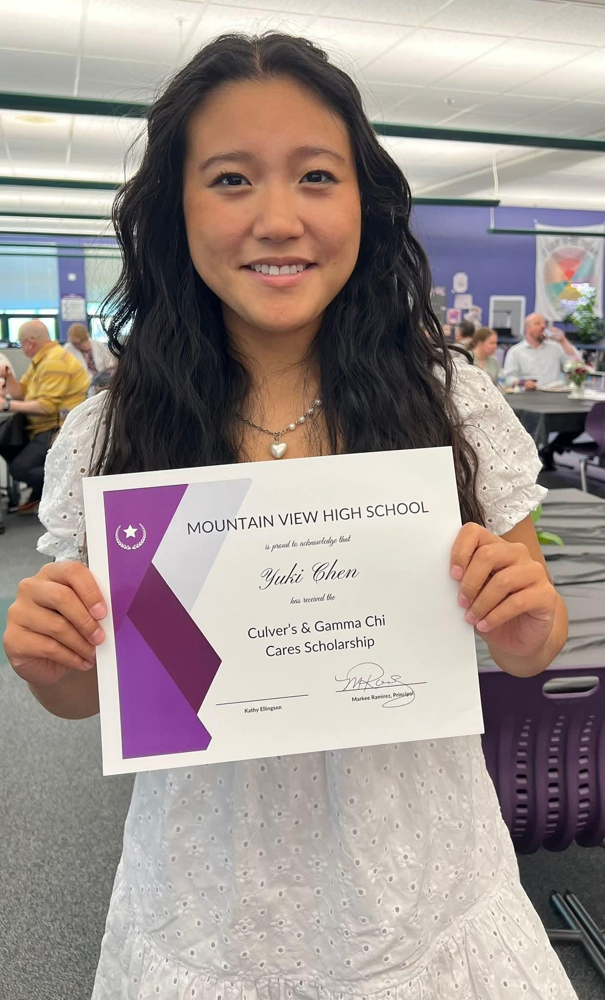 MOUNTAIN VIEW HIGH SCHOOL
is proud to acknowledge that
Yuki Chen
has received the
Culver's & Gamma Chi
Cares Scholarship
Kathy Ellingson
Markee Ramirez, Principal